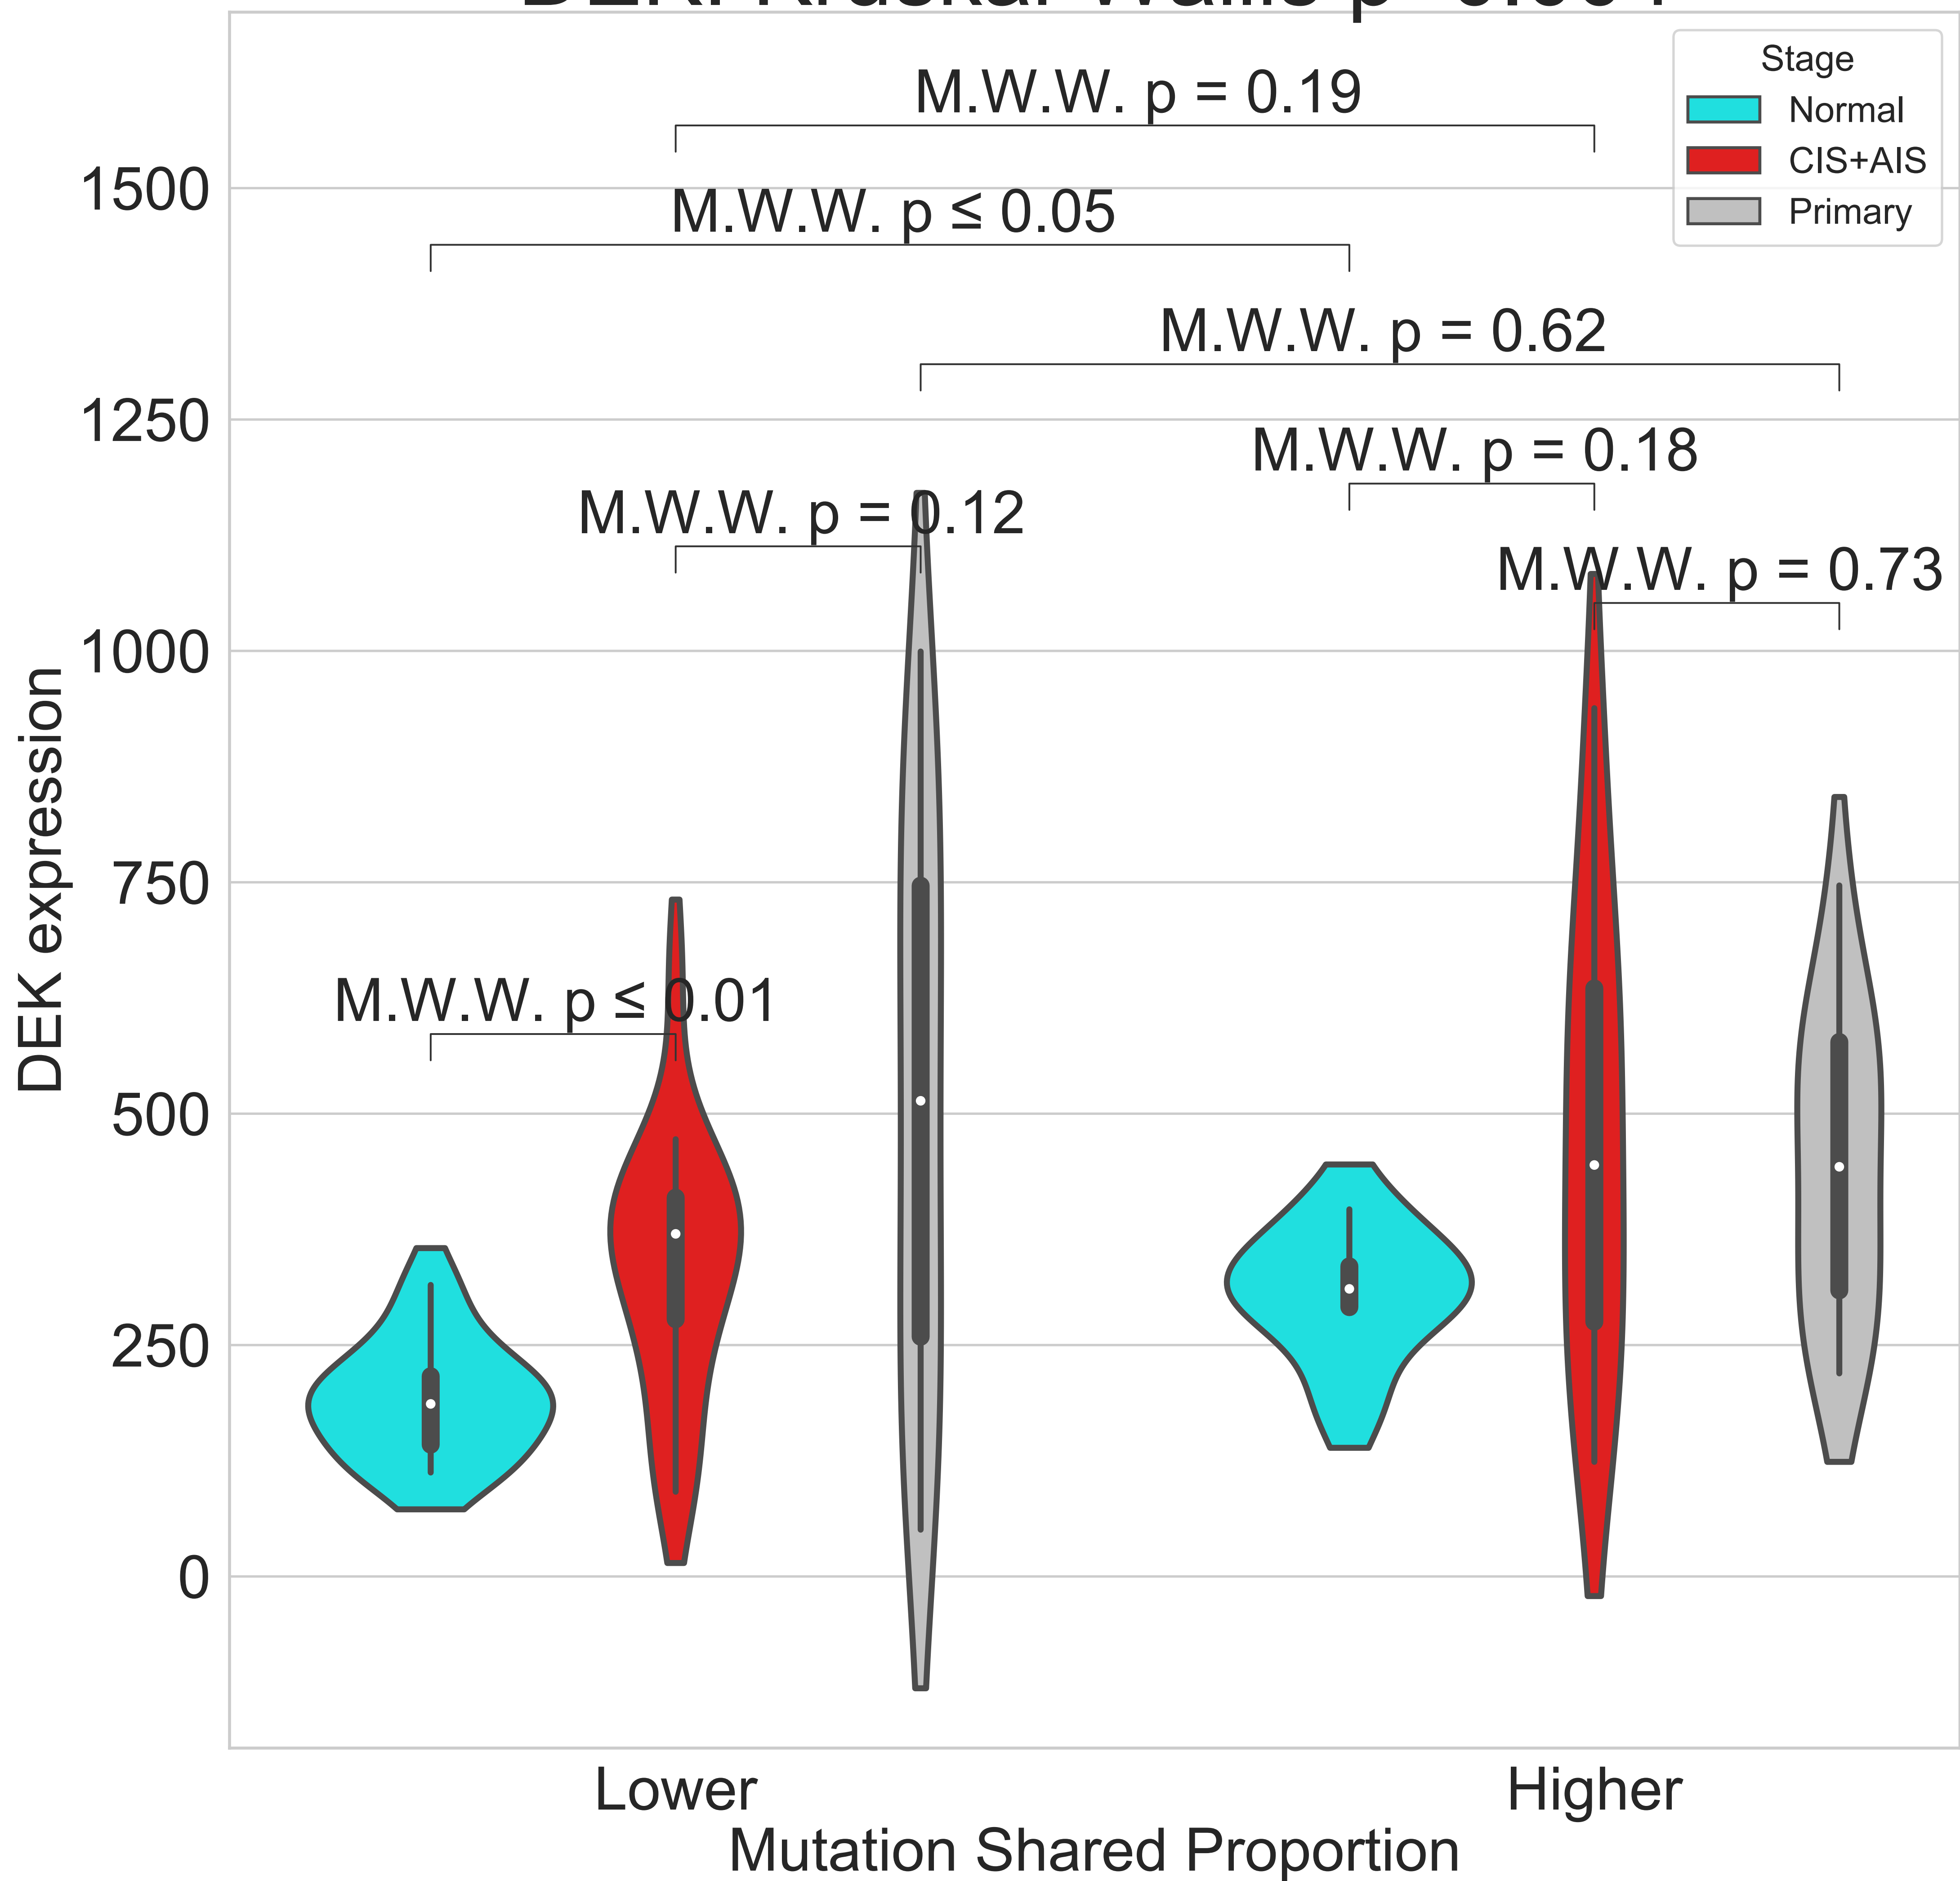 Stage
Normal
CIS+AIS
Primary
M.W.W. p = 0.19
M.W.W. p ≤ 0.05
M.W.W. p = 0.62
M.W.W. p = 0.18
M.W.W. p = 0.12
M.W.W. p = 0.73
M.W.W. p ≤ 0.01
DEK expression
1500
1250
1000
750
500
250
0
Lower
Higher
Mutation Shared Proportion